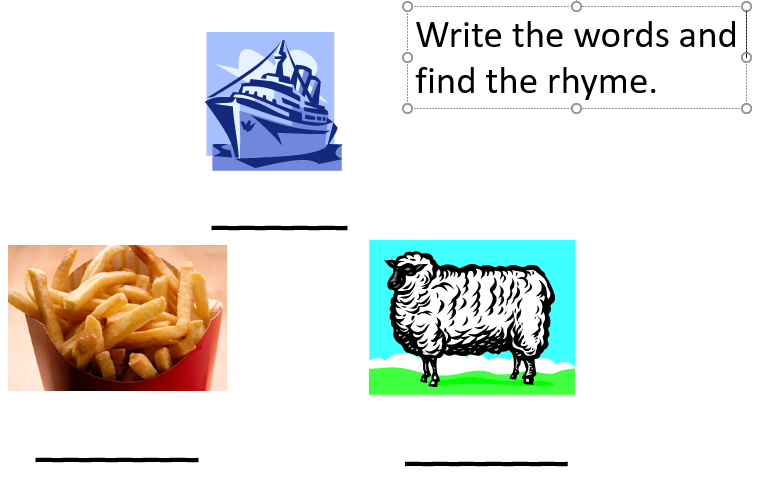 Write the words and
find the rhyme.